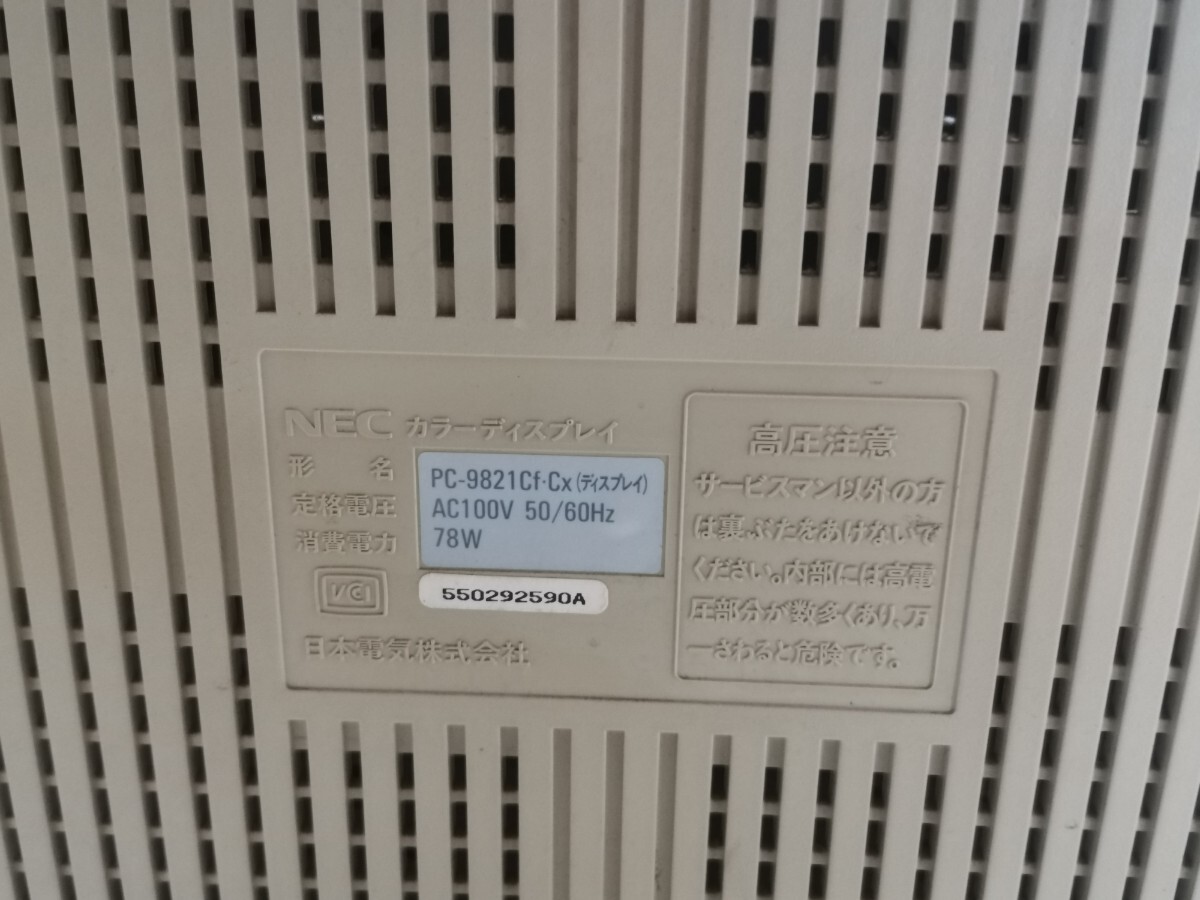 NEC カラーディスプレイ
形 名 PC-9821Cf・Cx(ディスプレイ)
定格電圧 AC100V 50/60Hz
消費電力 78W
VCI
550292590A
日本電気株式会社
高圧注意
サービスマン以外の方
は裏ぶたをあけないで
ください。内部には高電
圧部分が数多くあり、万
一さわると危険です。